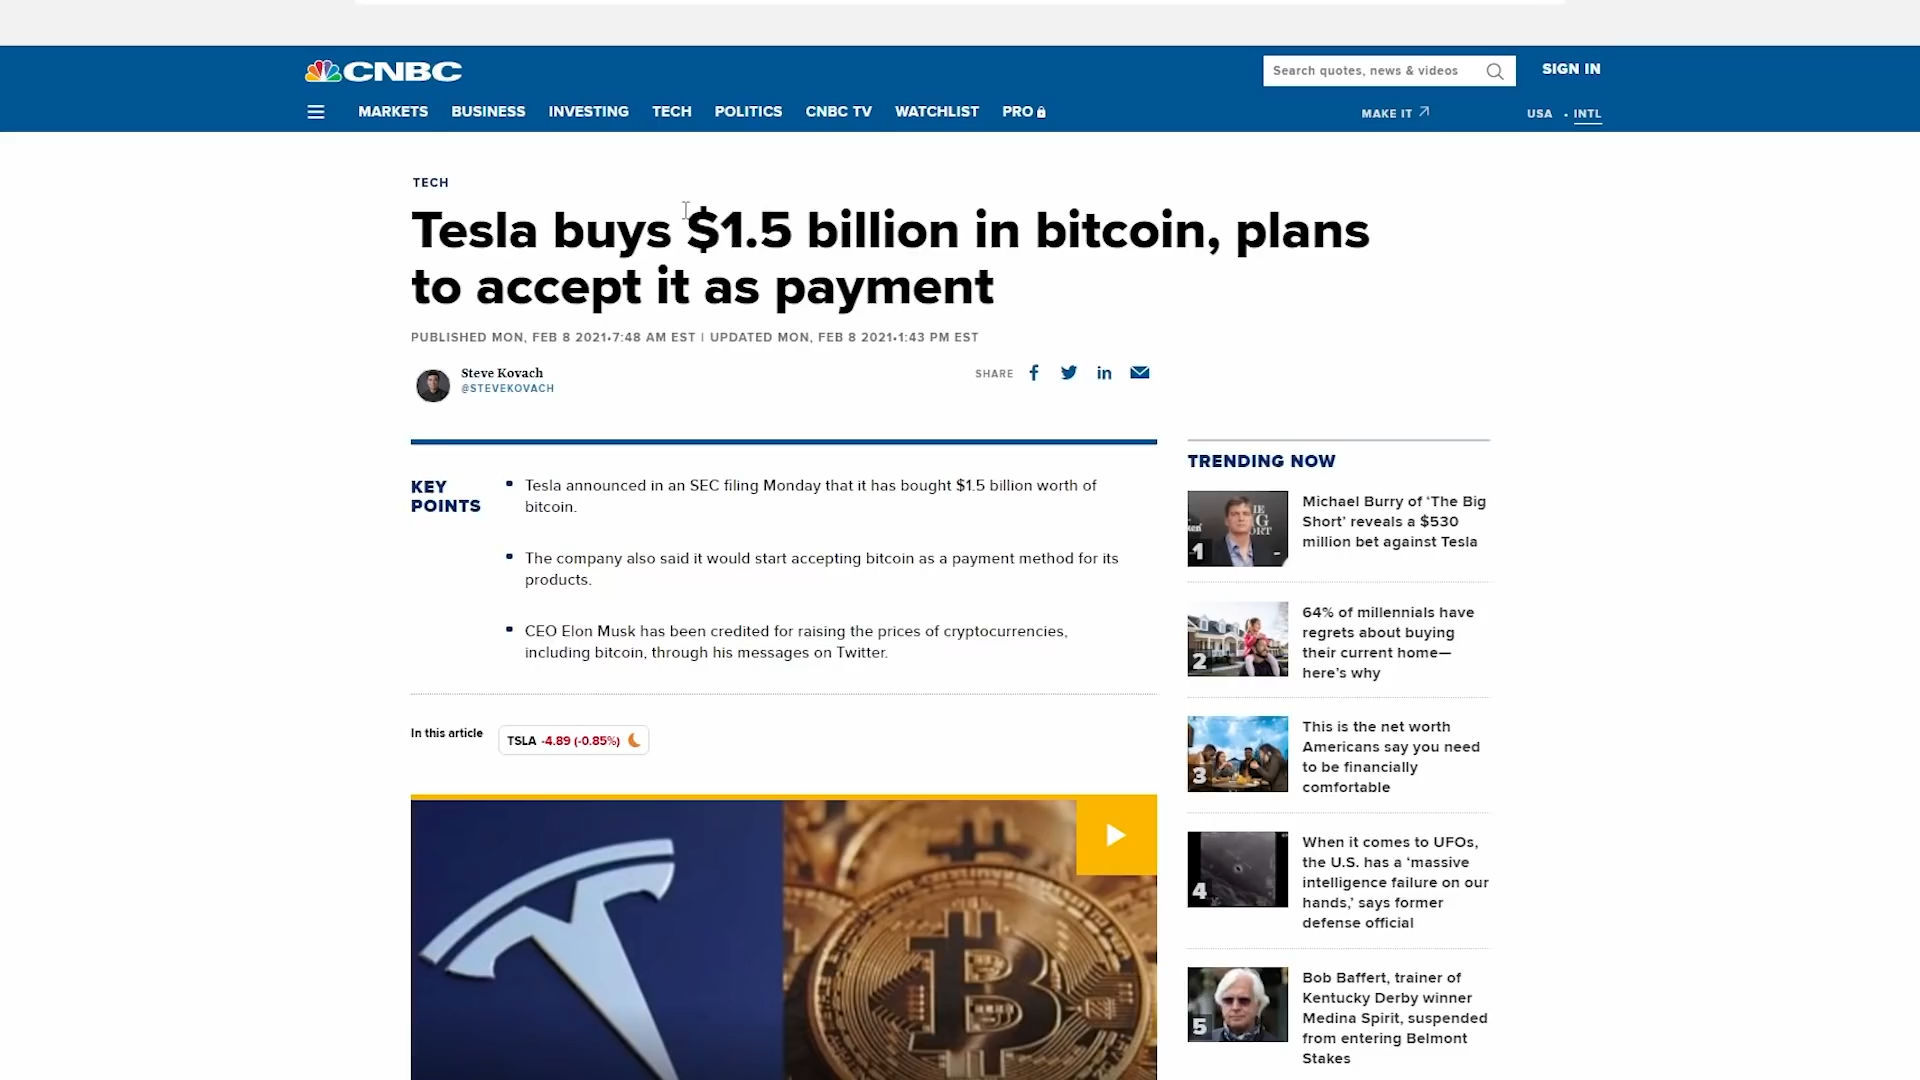 CNBC
Search quotes, news & videos
SIGN IN
MARKETS BUSINESS INVESTING TECH POLITICS CNBC TV WATCHLIST PRO
MAKE IT
USA • INTL
TECH
Tesla buys $1.5 billion in bitcoin, plans
to accept it as payment
PUBLISHED MON, FEB 8 2021•7:48 AM EST | UPDATED MON, FEB 8 2021•1:43 PM EST
Steve Kovach
@STEVEKOVACH
SHARE
KEY
POINTS
Tesla announced in an SEC filing Monday that it has bought $1.5 billion worth of
bitcoin.
The company also said it would start accepting bitcoin as a payment method for its
products.
CEO Elon Musk has been credited for raising the prices of cryptocurrencies,
including bitcoin, through his messages on Twitter.
In this article
TSLA -4.89 (-0.85%)
TRENDING NOW
1
Michael Burry of ‘The Big
Short’ reveals a $530
million bet against Tesla
2
64% of millennials have
regrets about buying
their current home—
here’s why
3
This is the net worth
Americans say you need
to be financially
comfortable
4
When it comes to UFOs,
the U.S. has a ‘massive
intelligence failure on our
hands,’ says former
defense official
5
Bob Baffert, trainer of
Kentucky Derby winner
Medina Spirit, suspended
from entering Belmont
Stakes